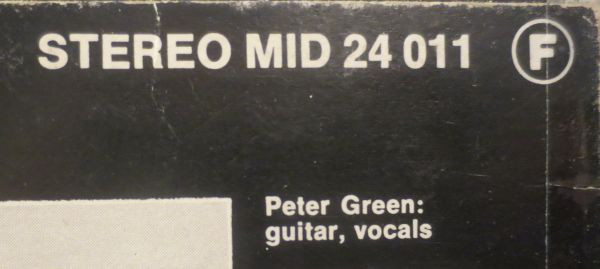 STEREO MID 24 011 F
Peter Green:
guitar, vocals